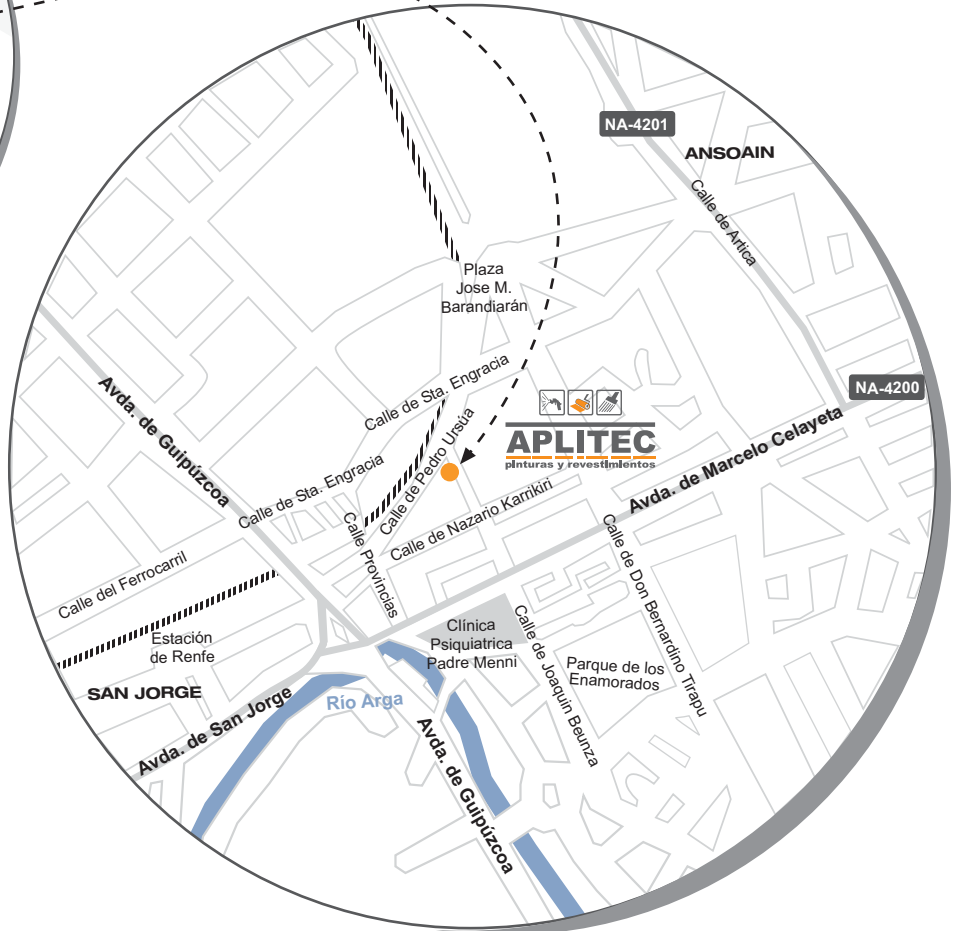 NA-4201
ANSOAIN
Calle de Artica
Plaza
Jose M.
Barandiarán
Calle de Sta. Engracia
NA-4200
Avda. de Guipúzcoa
APLITEC
pinturas y revestimientos
Calle de Pedro Ursúa
Avda. de Marcelo Celayeta
Calle de Sta. Engracia
Calle de Nazario Karrikiri
Calle Provincias
Calle del Ferrocarril
Calle de Don Bernardino Tirapu
Estación
de Renfe
Clínica
Psiquiatrica
Padre Menni
Calle de Joaquín Beunza
Parque de los
Enamorados
SAN JORGE
Avda. de San Jorge
Río Arga
Avda. de Guipúzcoa